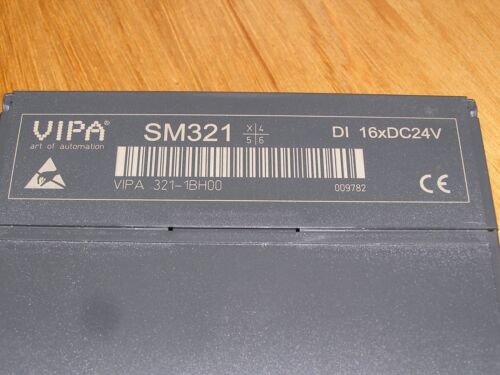 VIPA®
art of automation
SM321
X 4
5 6
DI 16xDC24V
VIPA 321-1BH00
009782
CE